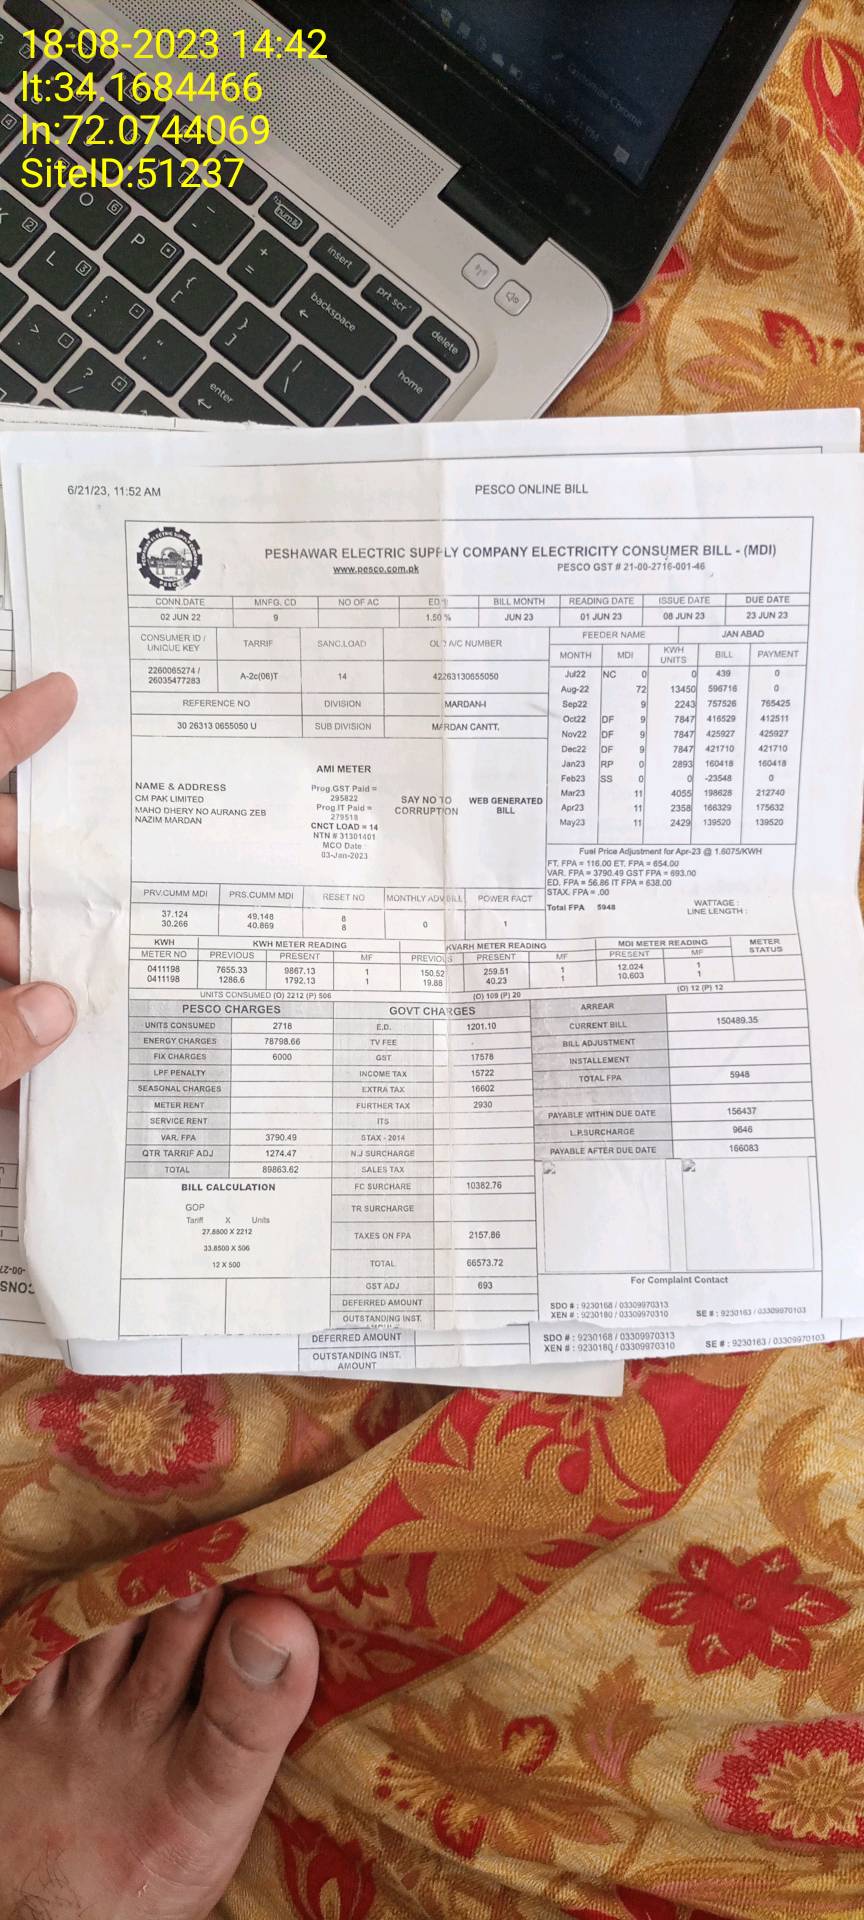 18-08-2023 14:42
lt:34.1684466
ln:72.0744069
SiteID:51237
Customize Chrome
2:41 PM
num lk
insert
prt scr
delete
backspace
home
enter
O
P
L
6/21/23, 11:52 AM
PESCO ONLINE BILL
PESHAWAR ELECTRIC SUPPLY COMPANY ELECTRICITY CONSUMER BILL - (MDI)
www.pesco.com.pk
PESCO GST # 21-00-2716-001-46
CONN.DATE MNFG. CD NO OF AC BILL MONTH READING DATE ISSUE DATE DUE DATE
02 JUN 22 9 1.50 % JUN 23 01 JUN 23 08 JUN 23 23 JUN 23
CONSUMER ID / UNIQUE KEY TARRIF SANC.LOAD A/C NUMBER
2260065274 / 26035477283 A-2c(06)T 14 42263130655050
REFERENCE NO DIVISION MARDAN-I
30 26313 0655050 U SUB DIVISION MARDAN CANTT.
FEEDER NAME JAN ABAD
MONTH MDI KWH UNITS BILL PAYMENT
Jul22 NC 0 0 439 0
Aug-22 72 13450 596716 0
Sep22 9 2243 757526 765425
Oct22 DF 9 7847 416529 412511
Nov22 DF 9 7847 425927 425927
Dec22 DF 9 7847 421710 421710
Jan23 RP 0 2893 160418 160418
Feb23 SS 0 0 -23548 0
Mar23 11 4055 198628 212740
Apr23 11 2358 166329 175632
May23 11 2429 139520 139520
NAME & ADDRESS
CM PAK LIMITED
MAHO DHERY NO AURANG ZEB
NAZIM MARDAN
AMI METER
Prog.GST Paid =
295822
Prog.IT Paid =
279518
CNCT LOAD = 14
NTN # 31301401
MCO Date
03-Jan-2023
SAY NO TO CORRUPTION
WEB GENERATED BILL
Fuel Price Adjustment for Apr-23 @ 1.6075/KWH
FT. FPA = 116.00 ET. FPA = 654.00
VAR. FPA = 3790.49 GST FPA = 693.00
ED. FPA = 56.86 IT FPA = 638.00
STAX. FPA = .00
Total FPA 5948
WATTAGE :
LINE LENGTH :
PRV.CUMM MDI PRS.CUMM MDI RESET NO MONTHLY ADV BILL POWER FACT
37.124 49.148 8 0 1
30.266 40.869 8
KWH KWH METER READING KVARH METER READING MDI METER READING METER STATUS
METER NO PREVIOUS PRESENT MF PREVIOUS PRESENT MF PRESENT MF
0411198 7655.33 9867.13 1 150.52 259.51 1 12.024 1
0411198 1286.6 1792.13 1 19.88 40.23 1 10.603 1
UNITS CONSUMED (O) 2212 (P) 506 (O) 109 (P) 20 (O) 12 (P) 12
PESCO CHARGES
UNITS CONSUMED 2718
ENERGY CHARGES 78798.66
FIX CHARGES 6000
LPF PENALTY
SEASONAL CHARGES
METER RENT
SERVICE RENT
VAR. FPA 3790.49
QTR TARRIF ADJ 1274.47
TOTAL 89863.62
BILL CALCULATION
GOP
Tariff X Units
27.8800 X 2212
33.8500 X 506
12 X 500
GOVT CHARGES
E.D. 1201.10
TV FEE
GST 17578
INCOME TAX 15722
EXTRA TAX 16602
FURTHER TAX 2930
ITS
STAX - 2014
N.J SURCHARGE
SALES TAX
FC SURCHARE 10382.76
TR SURCHARGE
TAXES ON FPA 2157.86
TOTAL 66573.72
GST ADJ 693
DEFERRED AMOUNT
OUTSTANDING INST.
ARREAR
CURRENT BILL 150489.35
BILL ADJUSTMENT
INSTALLEMENT
TOTAL FPA 5948
PAYABLE WITHIN DUE DATE 156437
L.P.SURCHARGE 9646
PAYABLE AFTER DUE DATE 166083
For Complaint Contact
SDO # : 9230168 / 03309970313
XEN # : 9230180 / 03309970310 SE # : 9230163 / 03309970103
DEFERRED AMOUNT
OUTSTANDING INST. AMOUNT
SDO # : 9230168 / 03309970313
XEN # : 9230180 / 03309970310 SE # : 9230163 / 03309970103